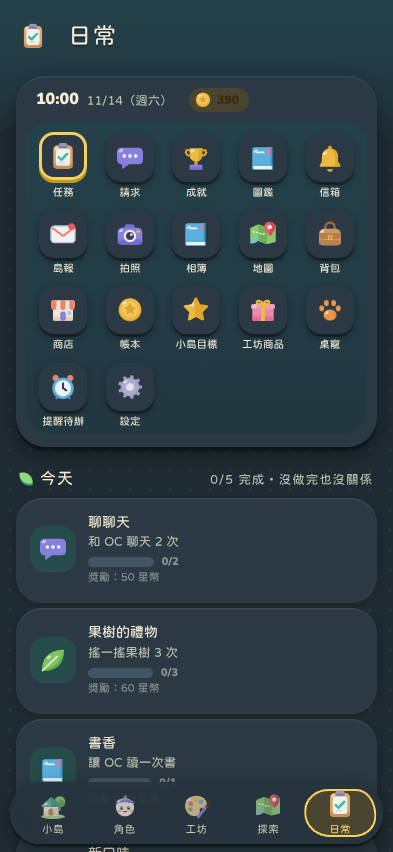 日常
10:00 11/14（週六） 390
任務 請求 成就 圖鑑 信箱
島報 拍照 相簿 地圖 背包
商店 帳本 小島目標 工坊商品 桌寵
提醒待辦 設定
今天 0/5 完成・沒做完也沒關係
聊聊天
和 OC 聊天 2 次
0/2
獎勵：50 星幣
果樹的禮物
搖一搖果樹 3 次
0/3
獎勵：60 星幣
書香
讓 OC 讀一次書
0/1
小島 角色 工坊 探索 日常